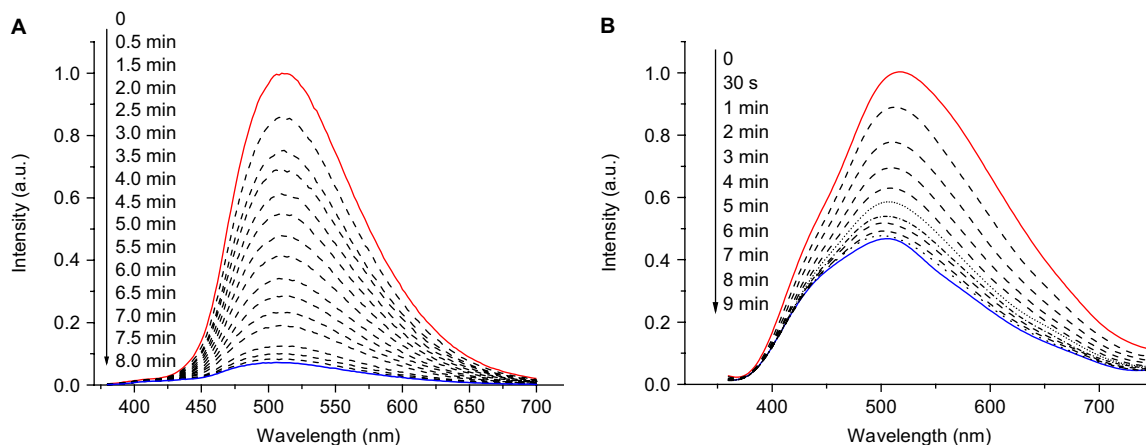 A
0
0.5 min
1.5 min
2.0 min
2.5 min
3.0 min
3.5 min
4.0 min
4.5 min
5.0 min
5.5 min
6.0 min
6.5 min
7.0 min
7.5 min
8.0 min
1.0
0.8
0.6
0.4
0.2
0.0
Intensity (a.u.)
400 450 500 550 600 650 700
Wavelength (nm)
B
0
30 s
1 min
2 min
3 min
4 min
5 min
6 min
7 min
8 min
9 min
1.0
0.8
0.6
0.4
0.2
0.0
Intensity (a.u.)
400 500 600 700
Wavelength (nm)